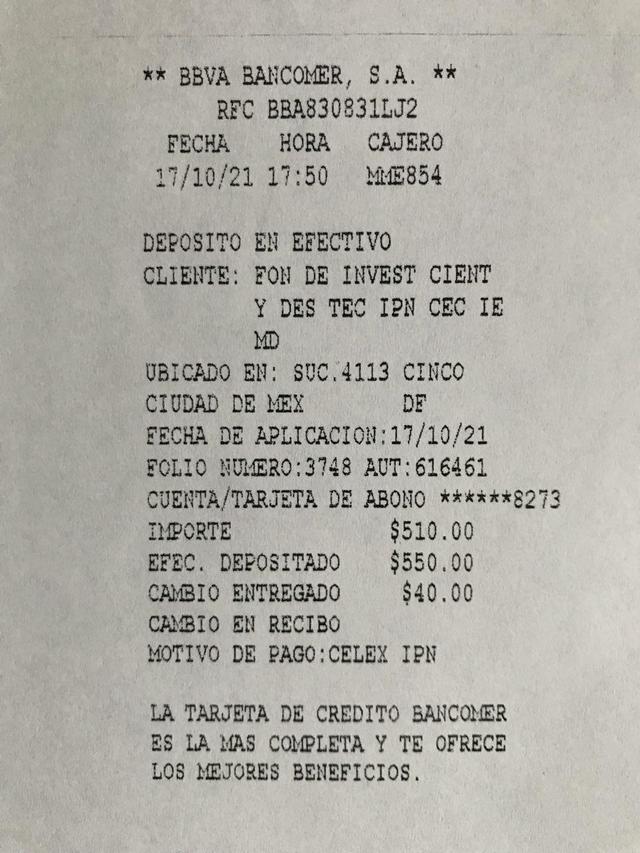 ** BBVA BANCOMER, S.A. **
RFC BBA830831LJ2
FECHA HORA CAJERO
17/10/21 17:50 MME854
DEPOSITO EN EFECTIVO
CLIENTE: FON DE INVEST CIENT
Y DES TEC IPN CEC IE
MD
UBICADO EN: SUC.4113 CINCO
CIUDAD DE MEX DF
FECHA DE APLICACION:17/10/21
FOLIO NUMERO:3748 AUT:616461
CUENTA/TARJETA DE ABONO ******8273
IMPORTE $510.00
EFEC. DEPOSITADO $550.00
CAMBIO ENTREGADO $40.00
CAMBIO EN RECIBO
MOTIVO DE PAGO:CELEX IPN
LA TARJETA DE CREDITO BANCOMER
ES LA MAS COMPLETA Y TE OFRECE
LOS MEJORES BENEFICIOS.